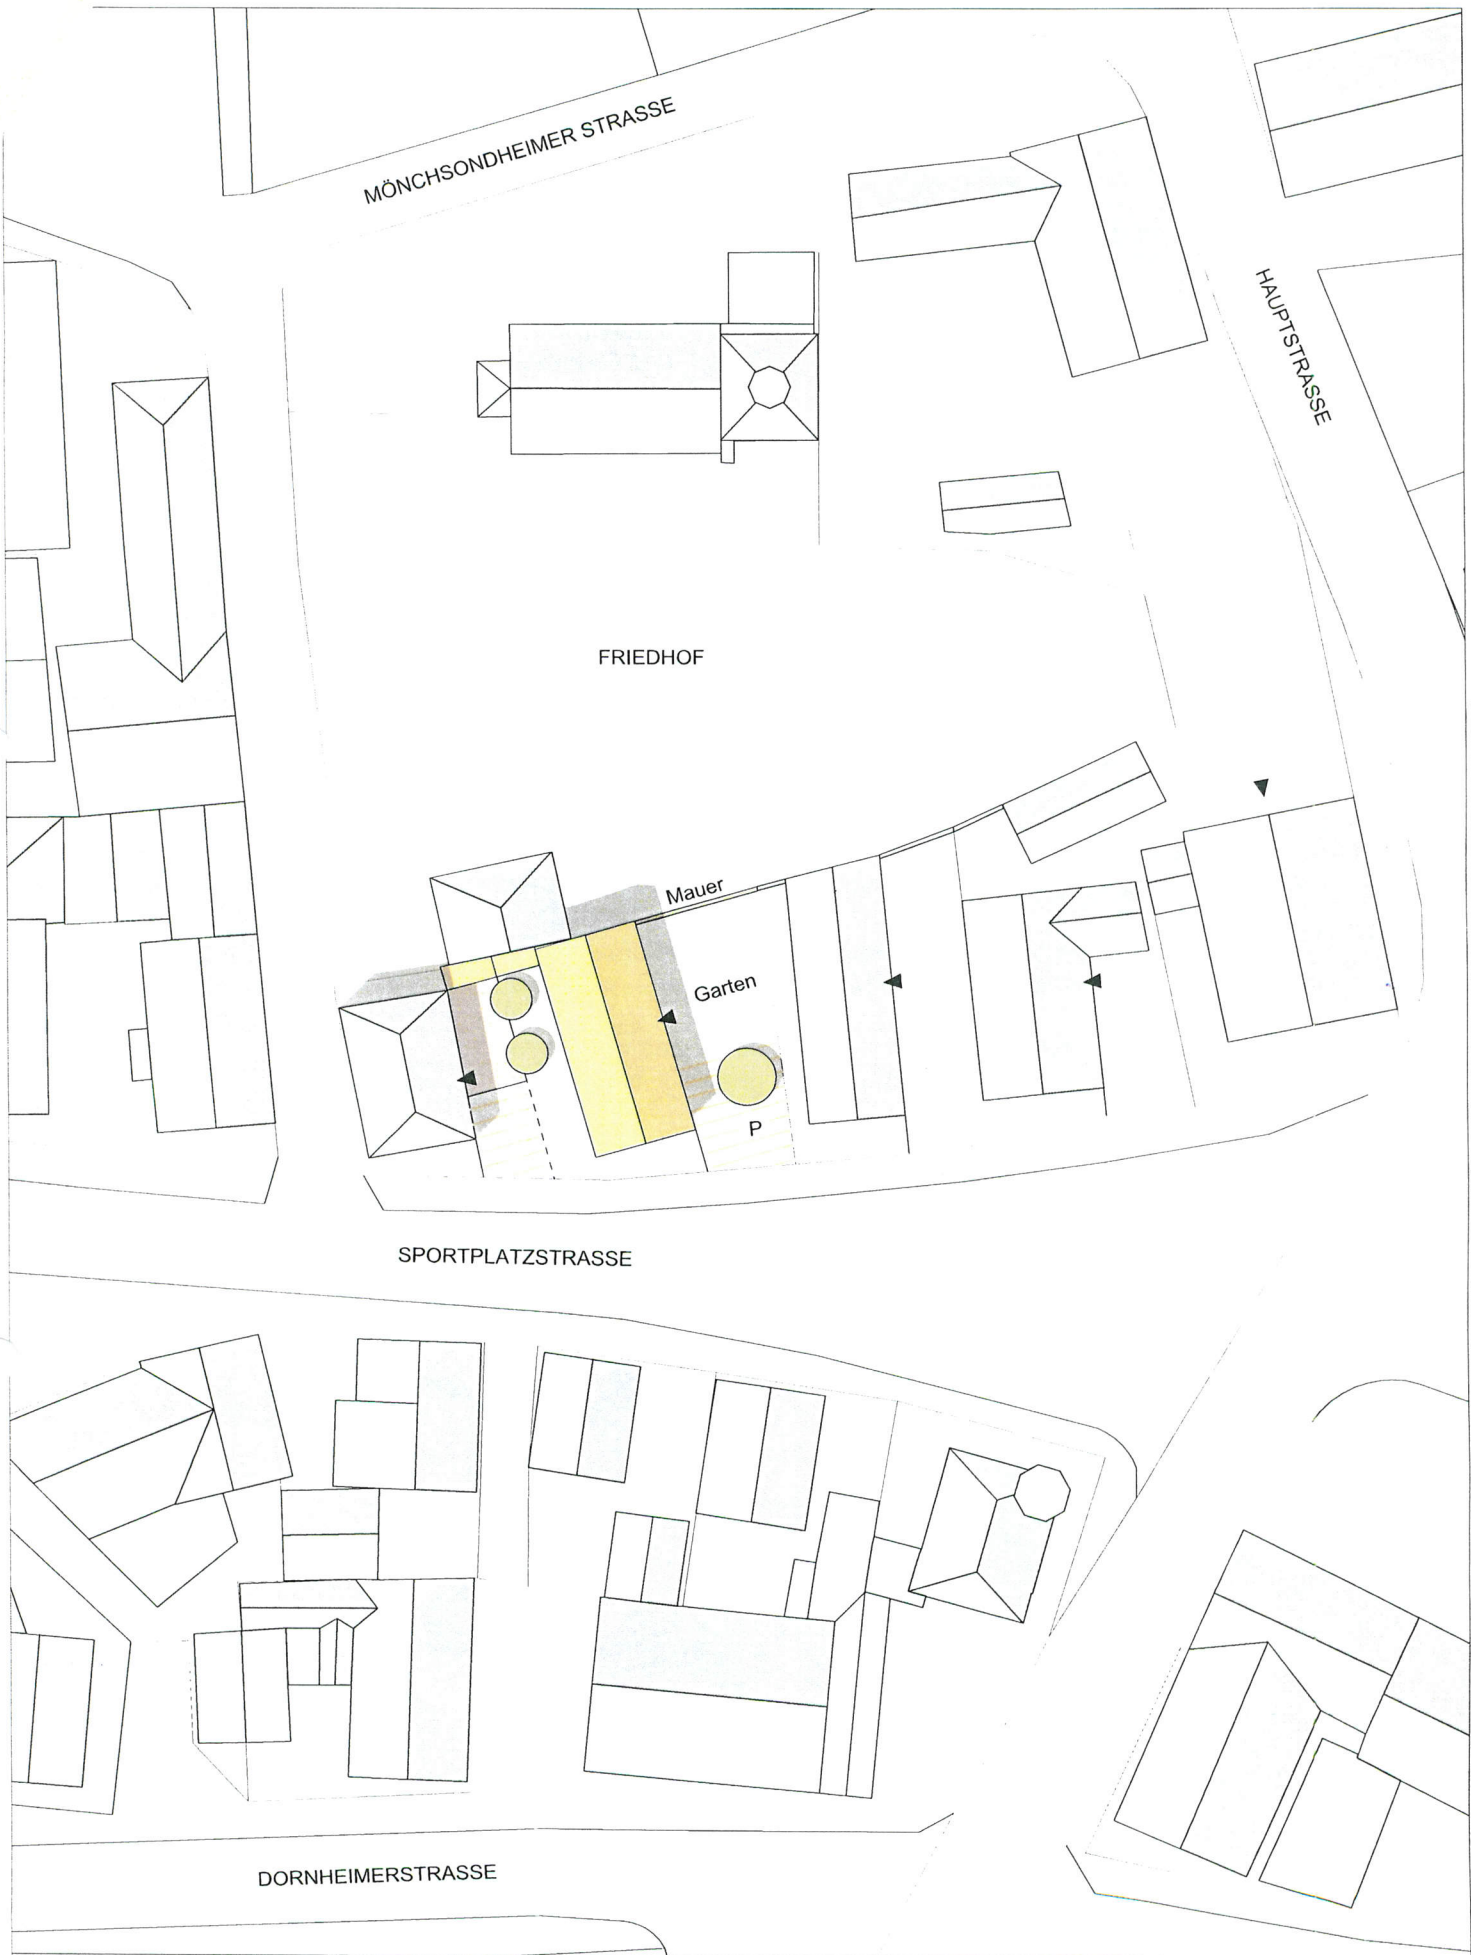 MÖNCHSONDHEIMER STRASSE
HAUPTSTRASSE
FRIEDHOF
Mauer
Garten
P
SPORTPLATZSTRASSE
DORNHEIMERSTRASSE